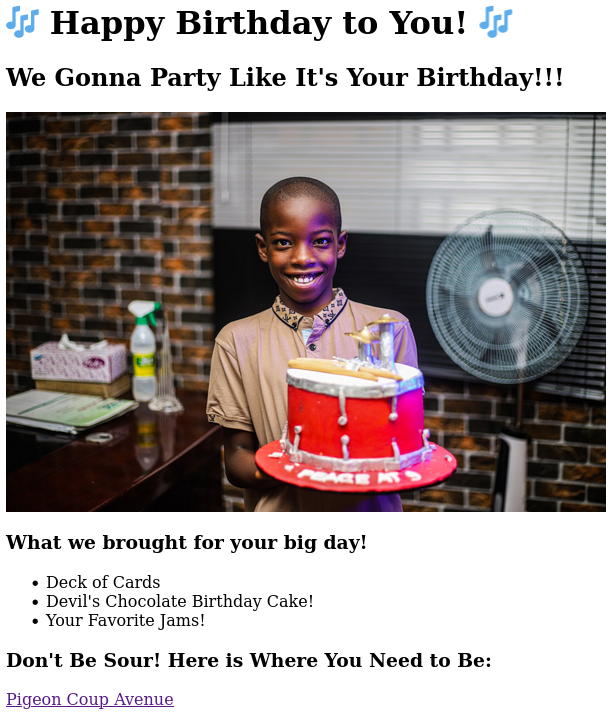 🎶 Happy Birthday to You! 🎶
We Gonna Party Like It's Your Birthday!!!
PEACE AT 9
What we brought for your big day!
• Deck of Cards
• Devil's Chocolate Birthday Cake!
• Your Favorite Jams!
Don't Be Sour! Here is Where You Need to Be:
Pigeon Coup Avenue